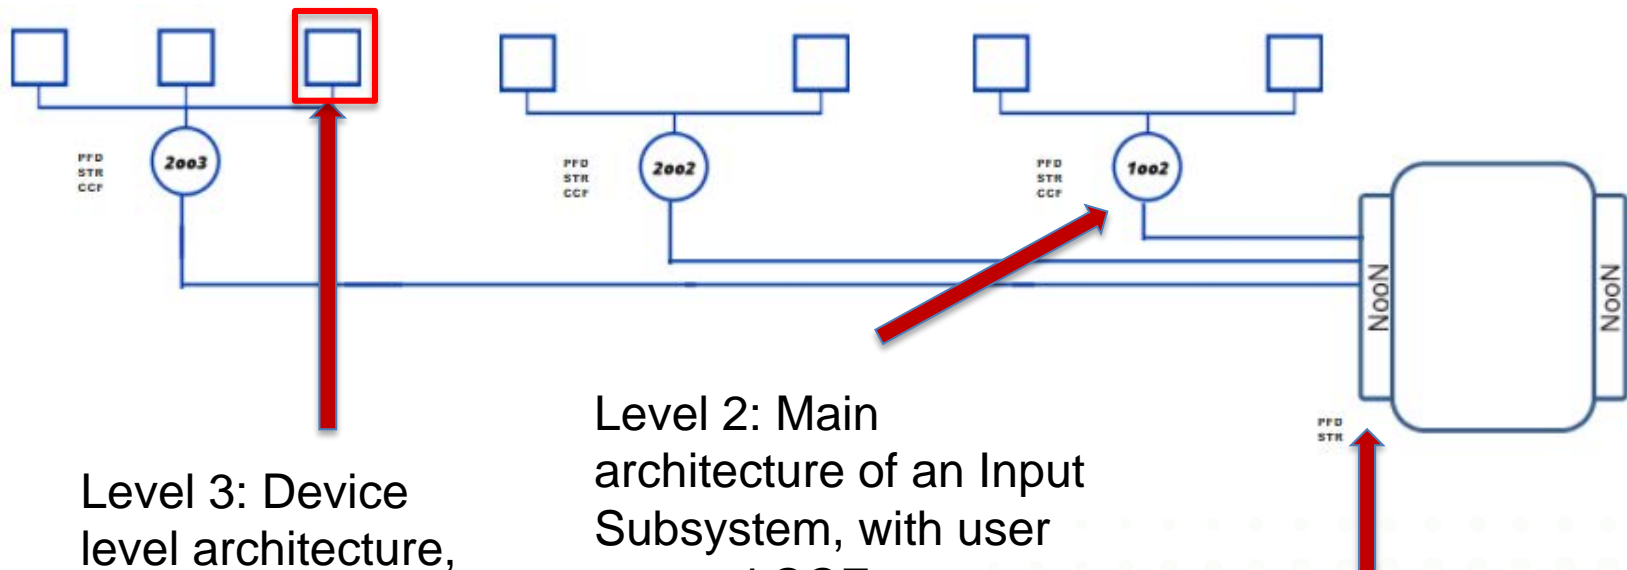 PFD
STR
CCF
2oo3
PFD
STR
CCF
2oo2
PFD
STR
CCF
1oo2
NooN
NooN
PFD
STR
Level 2: Main
architecture of an Input
Subsystem, with user
Level 3: Device
level architecture,